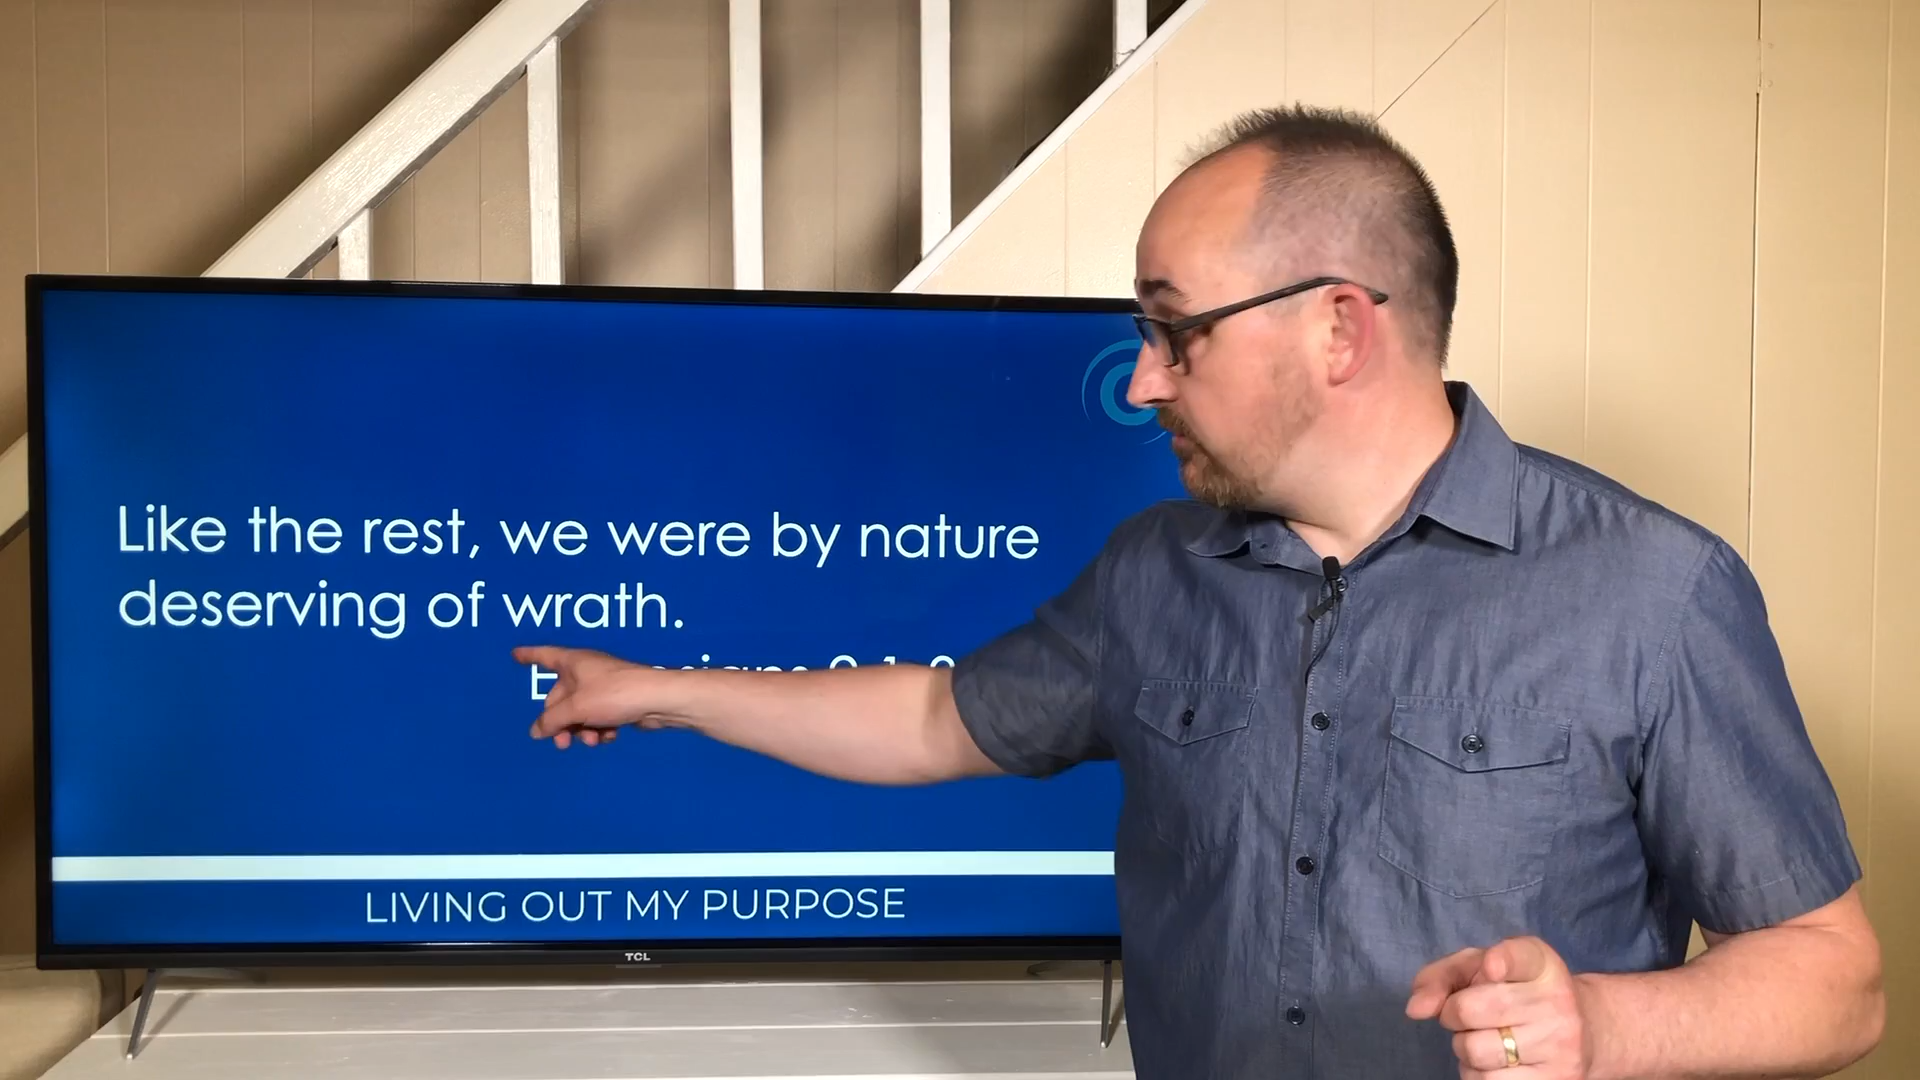 Like the rest, we were by nature
deserving of wrath.
LIVING OUT MY PURPOSE
TCL